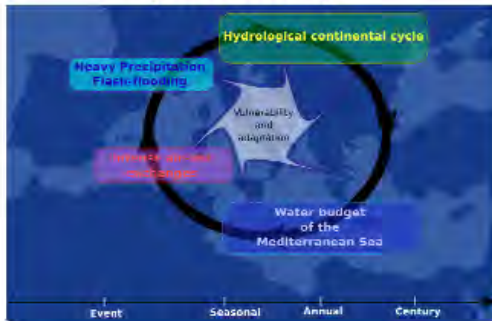 Hydrological continental cycle
Heavy Precipitation
Flash-flooding
Vulnerability
and
adaptation
Water budget
of the
Mediterranean Sea
Event
Seasonal
Annual
Century